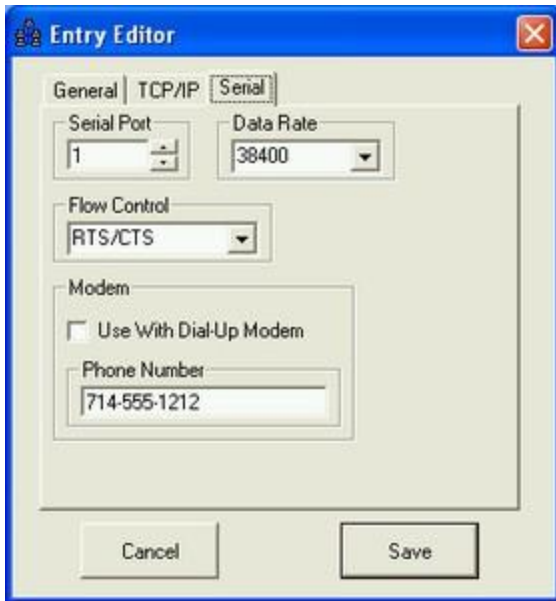 Entry Editor
General TCP/IP Serial
Serial Port Data Rate
1 38400
Flow Control
RTS/CTS
Modem
Use With Dial-Up Modem
Phone Number
714-555-1212
Cancel Save